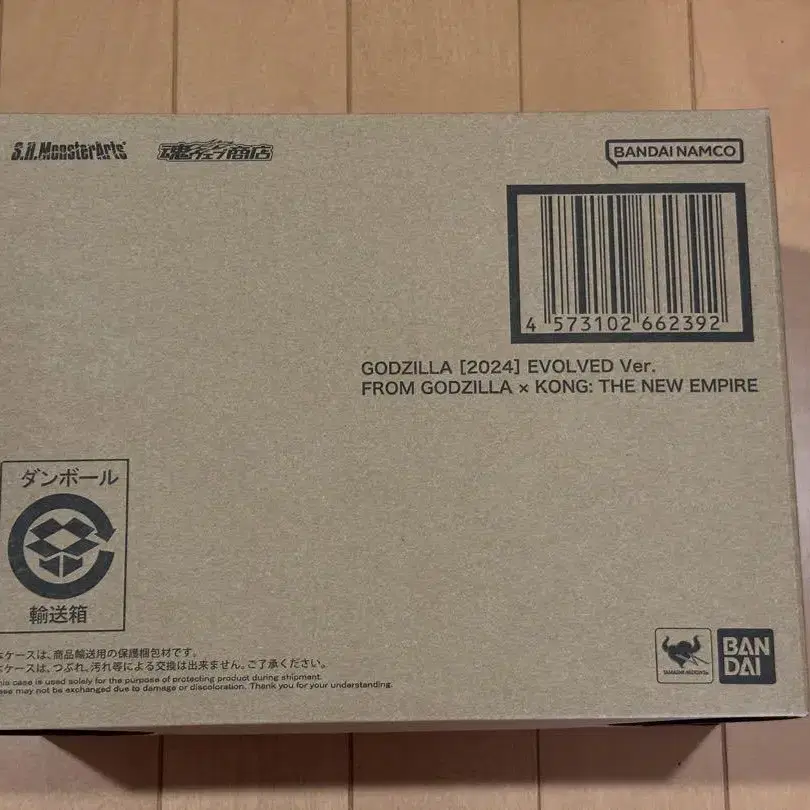 S.H.MonsterArts
魂ウェブ商店
BANDAI NAMCO
4 573102 662392
GODZILLA [2024] EVOLVED Ver.
FROM GODZILLA × KONG: THE NEW EMPIRE
ダンボール
輸送箱
ケースは、商品輸送用の保護梱包材です。
ケースは、つぶれ、汚れ等による交換は出来ません。ご了承ください。
his case is used solely for the purpose of protecting product during shipment.
ase may not be exchanged due to damage or discoloration. Thank you for your understanding.
TAMASHII NATIONS
BAN
DAI